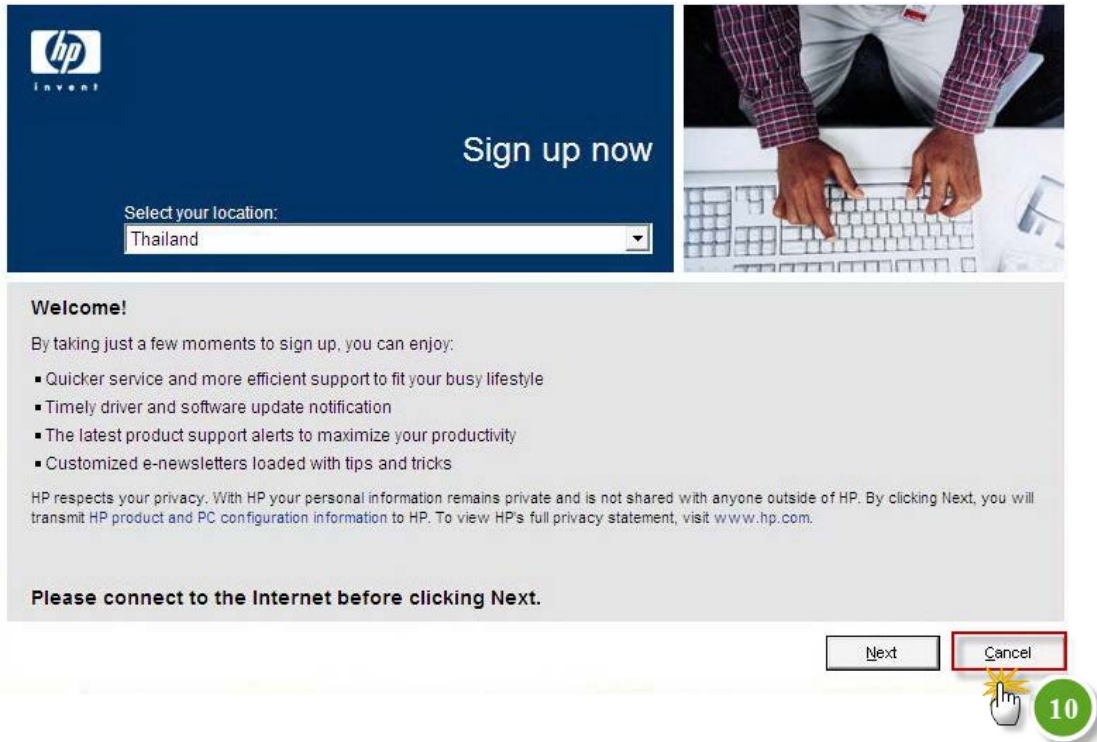 hp
invent
Sign up now
Select your location:
Thailand
Welcome!
By taking just a few moments to sign up, you can enjoy:
▪ Quicker service and more efficient support to fit your busy lifestyle
▪ Timely driver and software update notification
▪ The latest product support alerts to maximize your productivity
▪ Customized e-newsletters loaded with tips and tricks
HP respects your privacy. With HP your personal information remains private and is not shared with anyone outside of HP. By clicking Next, you will
transmit HP product and PC configuration information to HP. To view HP's full privacy statement, visit www.hp.com.
Please connect to the Internet before clicking Next.
Next
Cancel
10